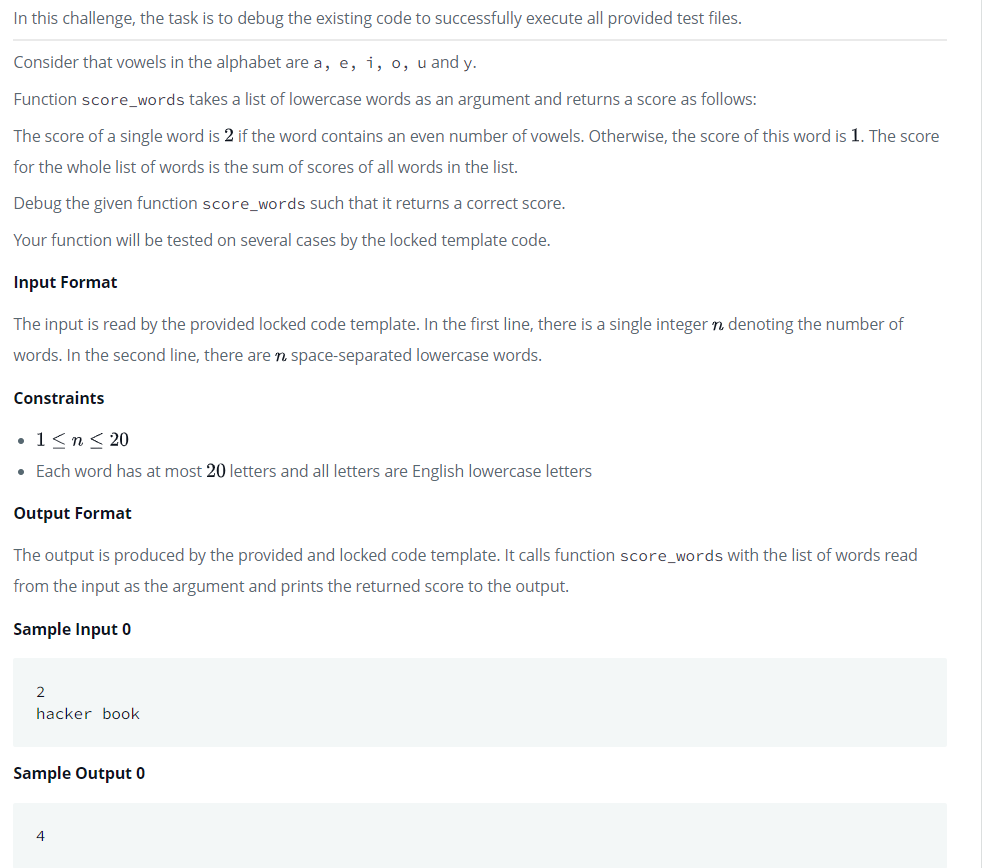 In this challenge, the task is to debug the existing code to successfully execute all provided test files.
Consider that vowels in the alphabet are a, e, i, o, u and y.
Function score_words takes a list of lowercase words as an argument and returns a score as follows:
The score of a single word is 2 if the word contains an even number of vowels. Otherwise, the score of this word is 1. The score
for the whole list of words is the sum of scores of all words in the list.
Debug the given function score_words such that it returns a correct score.
Your function will be tested on several cases by the locked template code.
Input Format
The input is read by the provided locked code template. In the first line, there is a single integer n denoting the number of
words. In the second line, there are n space-separated lowercase words.
Constraints
• 1 ≤ n ≤ 20
• Each word has at most 20 letters and all letters are English lowercase letters
Output Format
The output is produced by the provided and locked code template. It calls function score_words with the list of words read
from the input as the argument and prints the returned score to the output.
Sample Input 0
2
hacker book
Sample Output 0
4